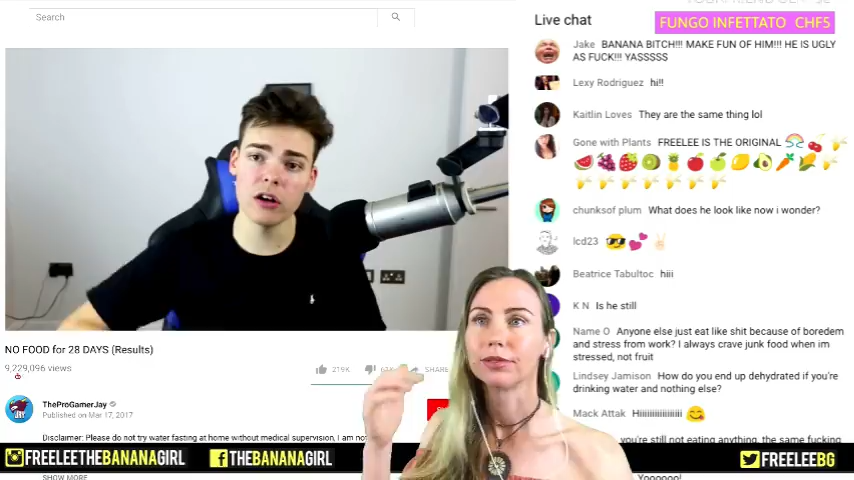 Search
Live chat
FUNGO INFETTATO CHF5
Jake BANANA BITCH!!! MAKE FUN OF HIM!!! HE IS UGLY
AS FUCK!!! YASSSSS
Lexy Rodriguez hi!!
Kaitlin Loves They are the same thing lol
Gone with Plants FREELEE IS THE ORIGINAL
chunksof plum What does he look like now i wonder?
lcd23
Beatrice Tabultoc hiii
K N Is he still
Name O Anyone else just eat like shit because of boredem
and stress from work? I always crave junk food when im
stressed, not fruit
Lindsey Jamison How do you end up dehydrated if you're
drinking water and nothing else?
Mack Attak Hiiiiiiiiiiiiiiii
you're still not eating anything, the same fucking
NO FOOD for 28 DAYS (Results)
9,229,096 views
219K
SHARE
TheProGamerJay
Published on Mar 17, 2017
Disclaimer: Please do not try water fasting at home without medical supervision, I am not
FREELEETHEBANANAGIRL
THEBANANAGIRL
FREELEEBG
SHOW MORE